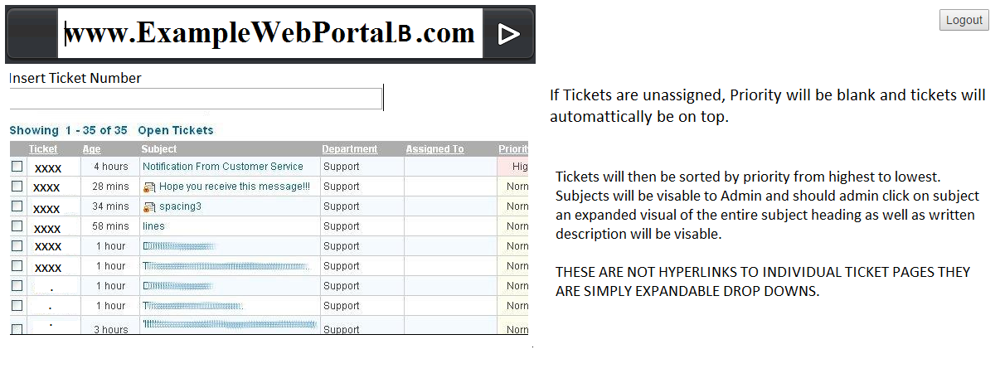 www.ExampleWebPortalB.com
Logout
Insert Ticket Number
If Tickets are unassigned, Priority will be blank and tickets will
automattically be on top.
Showing 1 - 35 of 35 Open Tickets
Ticket Age Subject Department Assigned To Priorit
XXXX 4 hours Notification From Customer Service Support Hig
XXXX 28 mins Hope you receive this message!!! Support Norn
XXXX 34 mins spacing3 Support Norn
XXXX 58 mins lines Support Norn
XXXX 1 hour Support Norn
XXXX 1 hour Support Norn
. 1 hour Support Norn
. 1 hour Support Norn
. 3 hours Support Norn
Tickets will then be sorted by priority from highest to lowest.
Subjects will be visable to Admin and should admin click on subject
an expanded visual of the entire subject heading as well as written
description will be visable.
THESE ARE NOT HYPERLINKS TO INDIVIDUAL TICKET PAGES THEY
ARE SIMPLY EXPANDABLE DROP DOWNS.